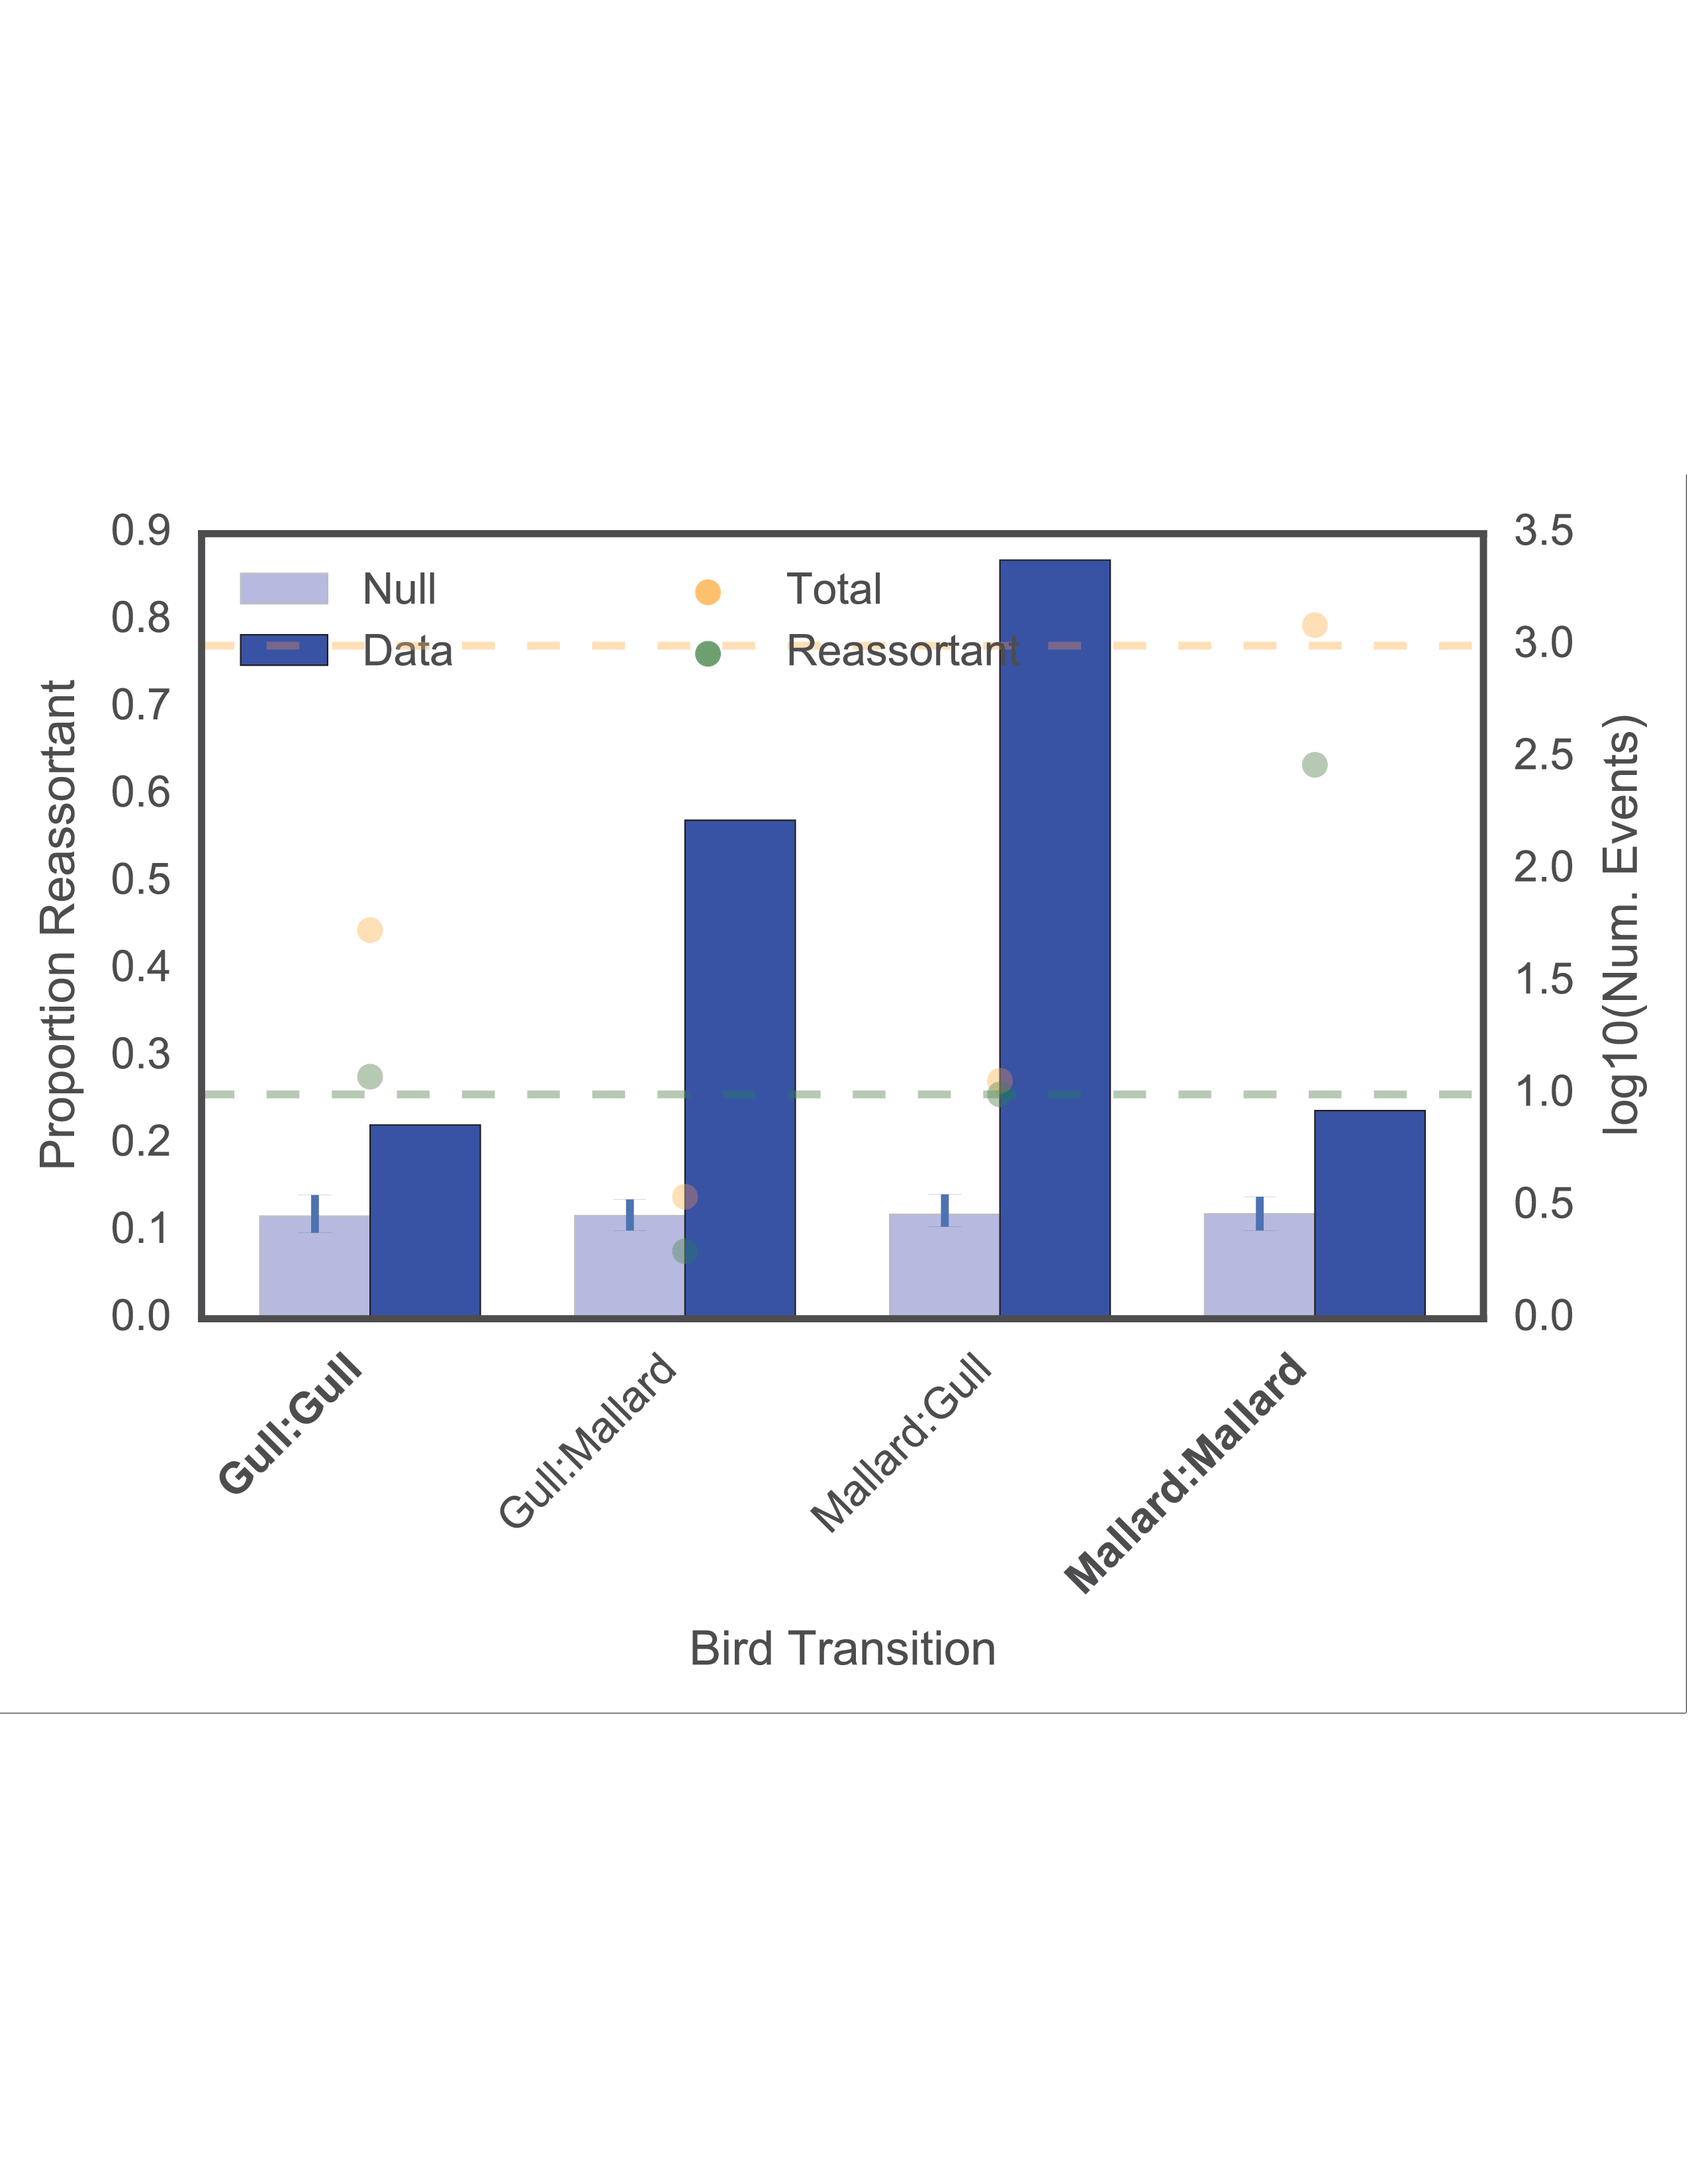 0.9
0.8
0.7
0.6
0.5
0.4
0.3
0.2
0.1
0.0
Proportion Reassortant
Null
Data
Total
Reassortant
3.5
3.0
2.5
2.0
1.5
1.0
0.5
0.0
log10(Num. Events)
Gull:Gull
Gull:Mallard
Mallard:Gull
Mallard:Mallard
Bird Transition